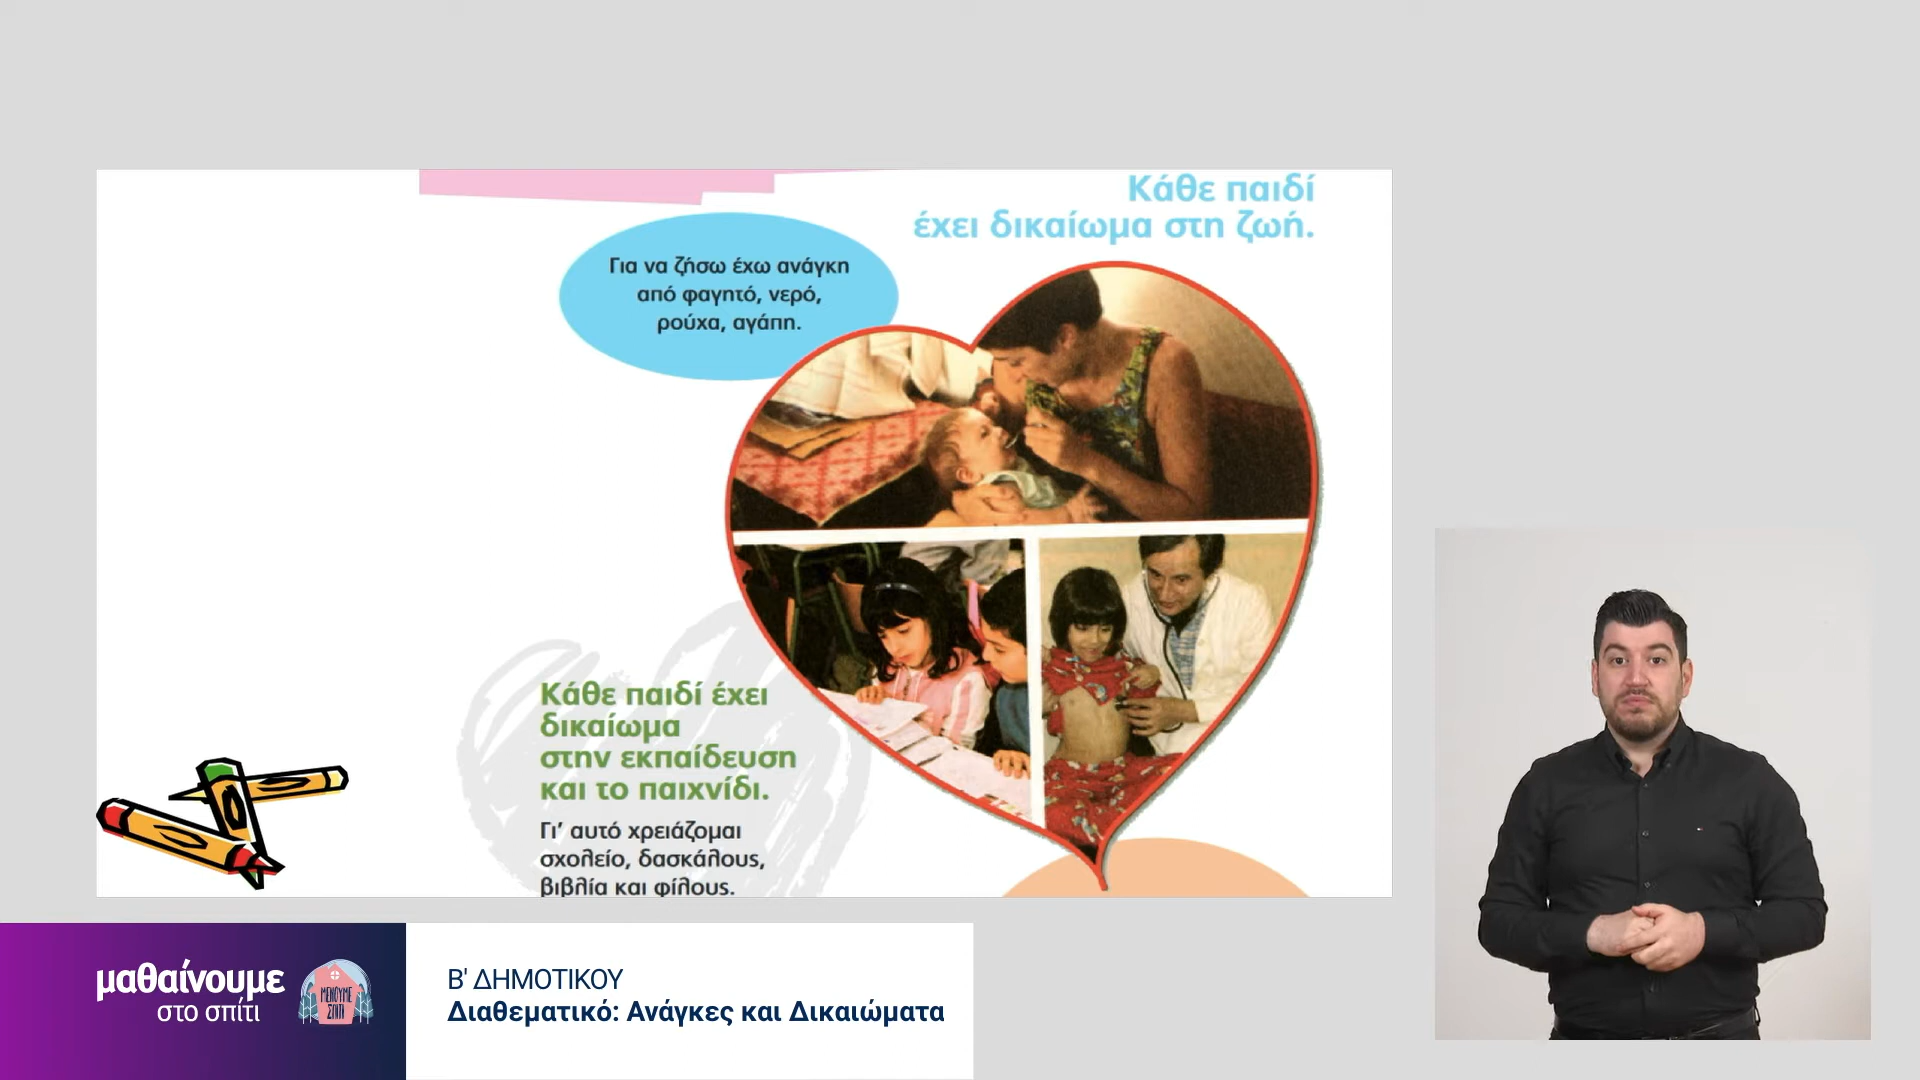 Κάθε παιδί
έχει δικαίωμα στη ζωή.
Για να ζήσω έχω ανάγκη
από φαγητό, νερό,
ρούχα, αγάπη.
Κάθε παιδί έχει
δικαίωμα
στην εκπαίδευση
και το παιχνίδι.
Γι’ αυτό χρειάζομαι
σχολείο, δασκάλους,
βιβλία και φίλους.
μαθαίνουμε
στο σπίτι
ΜΕΝΟΥΜΕ
ΣΠΙΤΙ
Β' ΔΗΜΟΤΙΚΟΥ
Διαθεματικό: Ανάγκες και Δικαιώματα